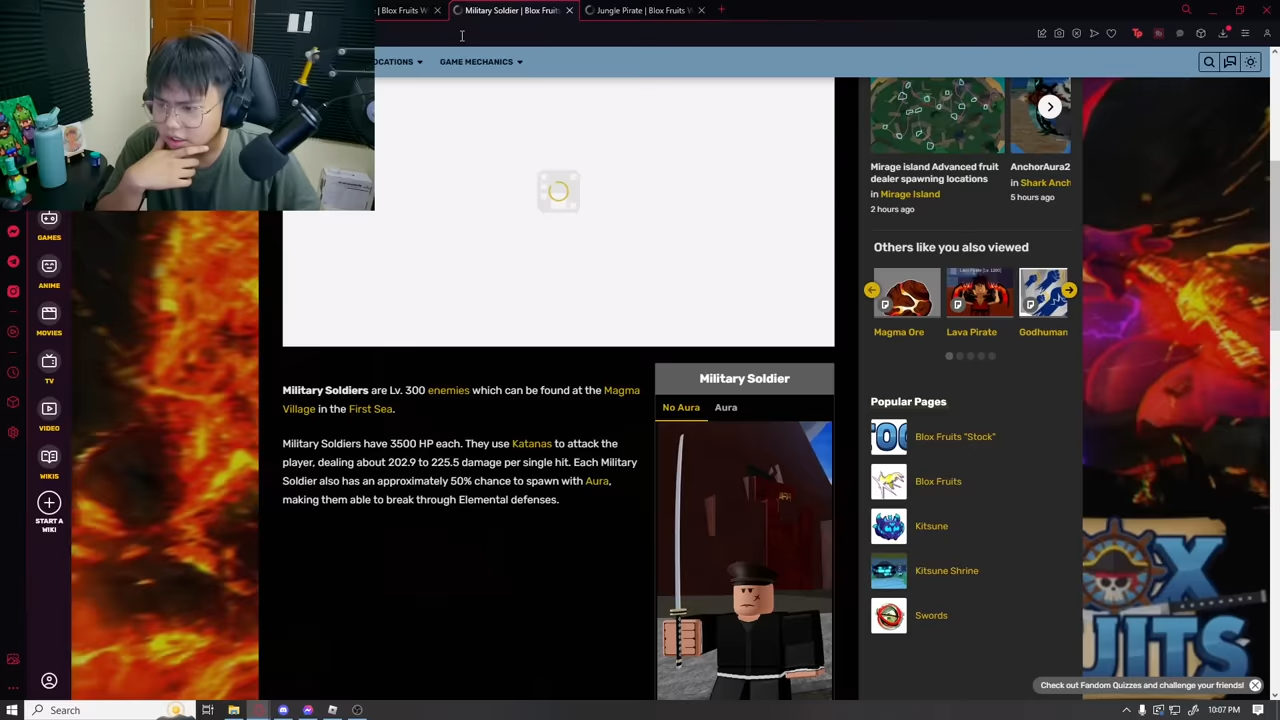 | Blox Fruits W
Military Soldier | Blox Fruits
Jungle Pirate | Blox Fruits W
OCATIONS
GAME MECHANICS
GAMES
ANIME
MOVIES
TV
VIDEO
WIKIS
START A
WIKI
Military Soldiers are Lv. 300 enemies which can be found at the Magma
Village in the First Sea.
Military Soldiers have 3500 HP each. They use Katanas to attack the
player, dealing about 202.9 to 225.5 damage per single hit. Each Military
Soldier also has an approximately 50% chance to spawn with Aura,
making them able to break through Elemental defenses.
Military Soldier
No Aura
Aura
Mirage island Advanced fruit
dealer spawning locations
in Mirage Island
2 hours ago
AnchorAura2
in Shark Anch
5 hours ago
Others like you also viewed
Magma Ore
Lava Pirate
Godhuman
Popular Pages
Blox Fruits "Stock"
Blox Fruits
Kitsune
Kitsune Shrine
Swords
Check out Fandom Quizzes and challenge your friends!
Search
10:07 PM